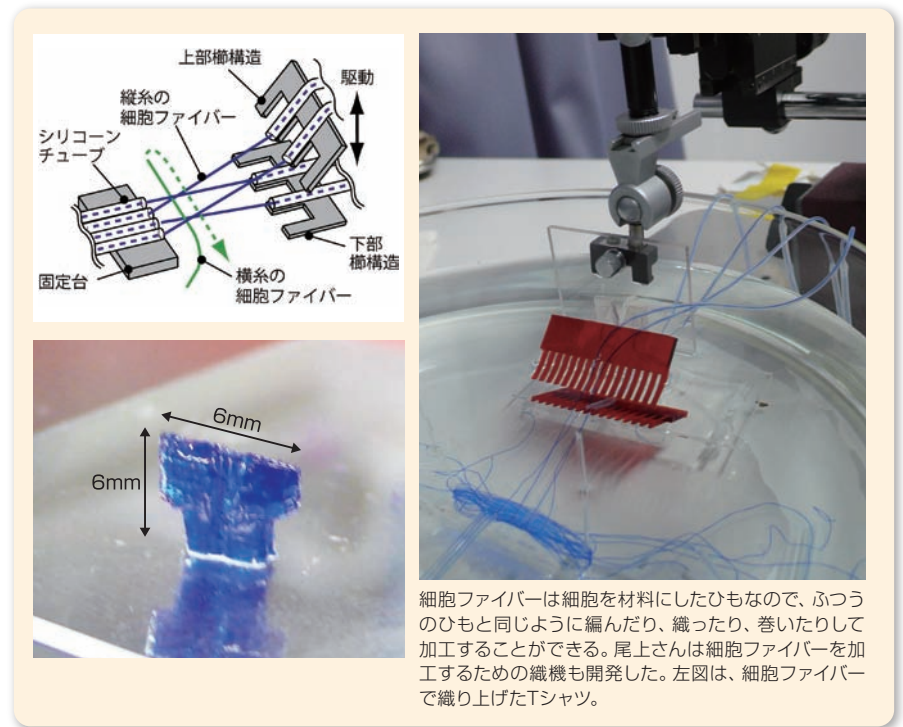 上部櫛構造
駆動
縦糸の
細胞ファイバー
シリコーン
チューブ
固定台
横糸の
細胞ファイバー
下部
櫛構造
6mm
6mm
細胞ファイバーは細胞を材料にしたひもなので、ふつう
のひもと同じように編んだり、織ったり、巻いたりして
加工することができる。尾上さんは細胞ファイバーを加
工するための織機も開発した。左図は、細胞ファイバー
で織り上げたTシャツ。